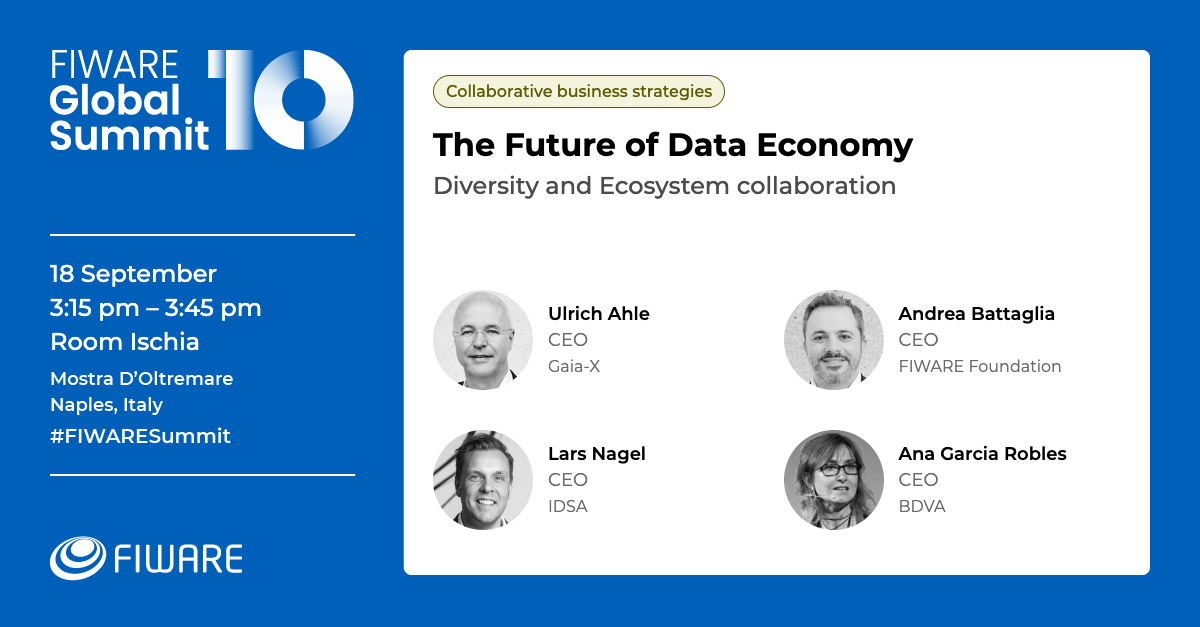 FIWARE
Global
Summit
10
18 September
3:15 pm – 3:45 pm
Room Ischia
Mostra D’Oltremare
Naples, Italy
#FIWARESummit
FIWARE
Collaborative business strategies
The Future of Data Economy
Diversity and Ecosystem collaboration
Ulrich Ahle
CEO
Gaia-X
Andrea Battaglia
CEO
FIWARE Foundation
Lars Nagel
CEO
IDSA
Ana Garcia Robles
CEO
BDVA